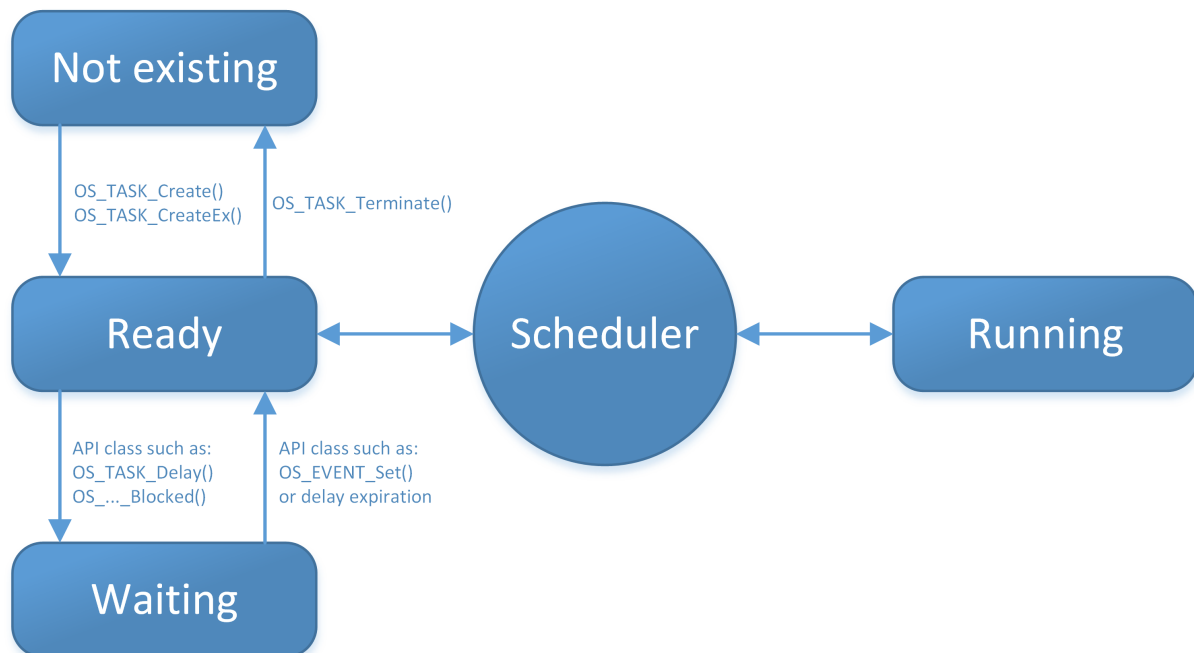 Not existing
OS_TASK_Create()
OS_TASK_CreateEx()
OS_TASK_Terminate()
Ready
Scheduler
Running
API class such as:
OS_TASK_Delay()
OS_..._Blocked()
API class such as:
OS_EVENT_Set()
or delay expiration
Waiting